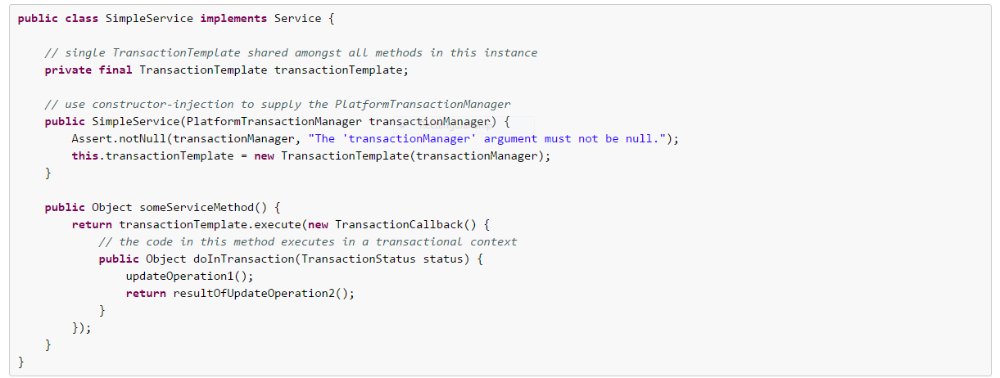 public class SimpleService implements Service {
// single TransactionTemplate shared amongst all methods in this instance
private final TransactionTemplate transactionTemplate;
// use constructor-injection to supply the PlatformTransactionManager
public SimpleService(PlatformTransactionManager transactionManager) {
Assert.notNull(transactionManager, "The 'transactionManager' argument must not be null.");
this.transactionTemplate = new TransactionTemplate(transactionManager);
}
public Object someServiceMethod() {
return transactionTemplate.execute(new TransactionCallback() {
// the code in this method executes in a transactional context
public Object doInTransaction(TransactionStatus status) {
updateOperation1();
return resultOfUpdateOperation2();
}
});
}
}